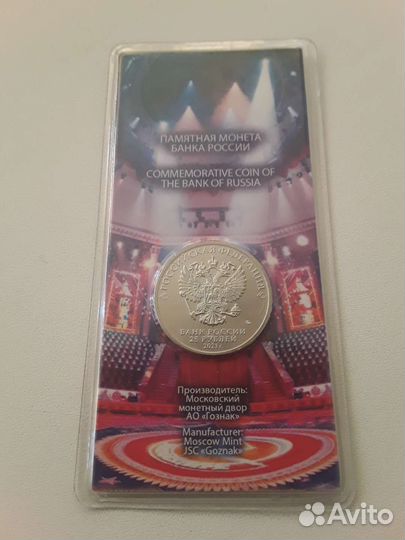 ПАМЯТНАЯ МОНЕТА
БАНКА РОССИИ
COMMEMORATIVE COIN OF
THE BANK OF RUSSIA
РОССИЙСКАЯ ФЕДЕРАЦИЯ
БАНК РОССИИ
25 РУБЛЕЙ
2023 г.
Производитель:
Московский
монетный двор
АО «Гознак»
Manufacturer:
Moscow Mint
JSC «Goznak»
Avito